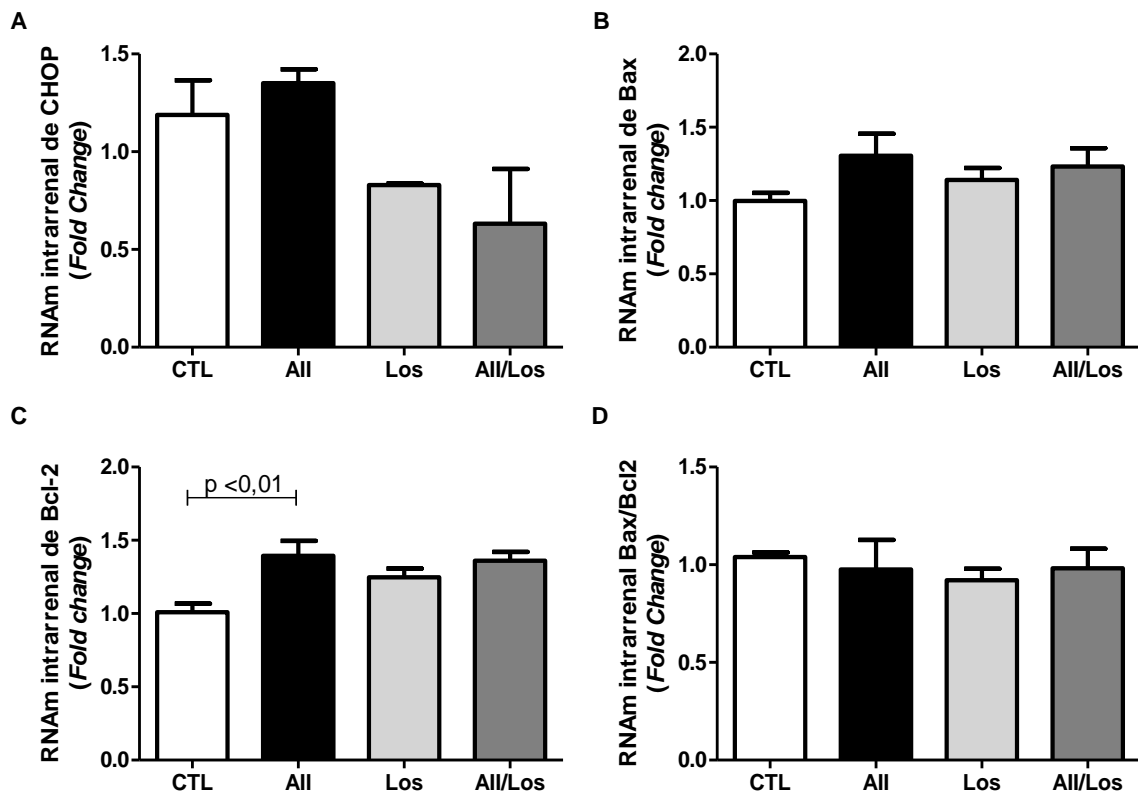 A
RNAm intrarrenal de CHOP
(Fold Change)
1.5
1.0
0.5
0.0
CTL AII Los AII/Los
B
RNAm intrarrenal de Bax
(Fold change)
2.0
1.5
1.0
0.5
0.0
CTL AII Los AII/Los
C
RNAm intrarrenal de Bcl-2
(Fold change)
2.0
1.5
1.0
0.5
0.0
p <0,01
CTL AII Los AII/Los
D
RNAm intrarrenal Bax/Bcl2
(Fold Change)
1.5
1.0
0.5
0.0
CTL AII Los AII/Los